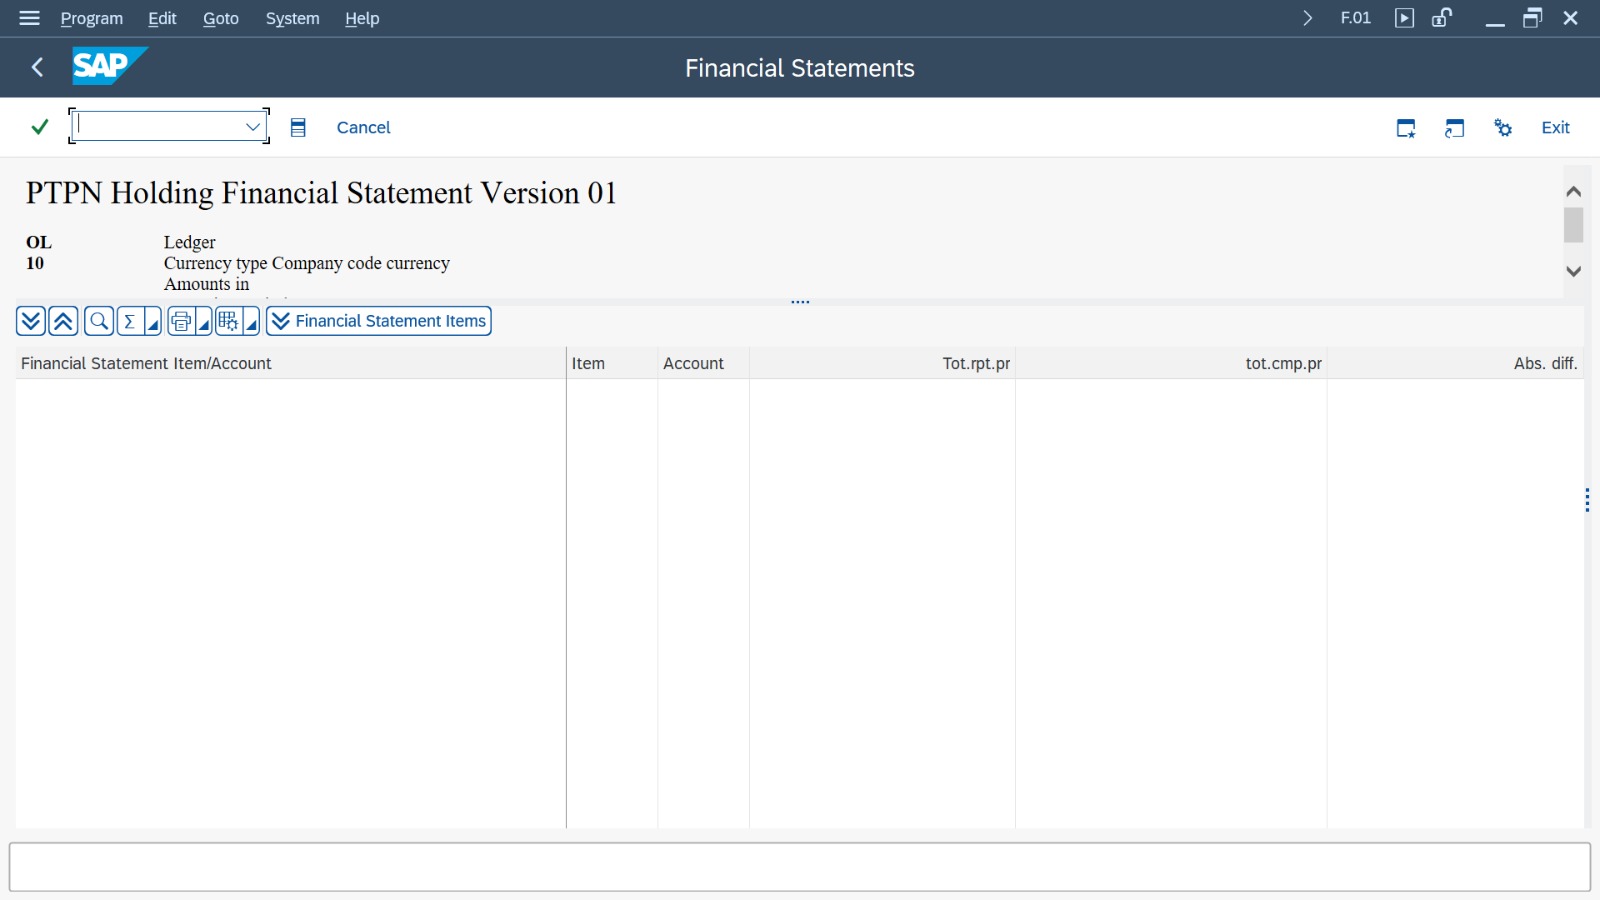 Program Edit Goto System Help F.01
SAP Financial Statements
Cancel Exit
PTPN Holding Financial Statement Version 01
OL Ledger
10 Currency type Company code currency
Amounts in
Financial Statement Items
Financial Statement Item/Account Item Account Tot.rpt.pr tot.cmp.pr Abs. diff.